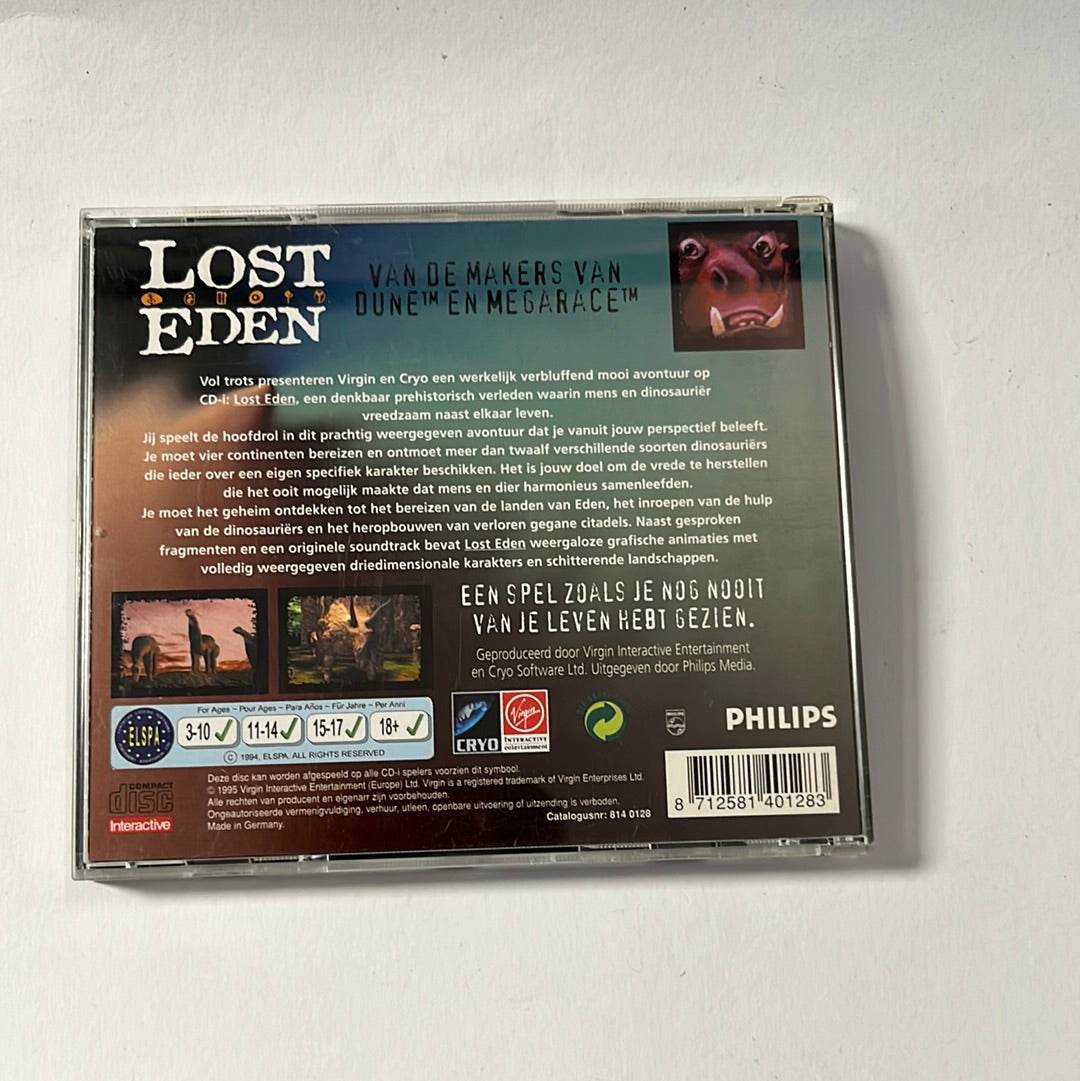 LOST
EDEN
VAN DE MAKERS VAN
DUNE™ EN MEGARACE™
Vol trots presenteren Virgin en Cryo een werkelijk verbluffend mooi avontuur op
CD-i: Lost Eden, een denkbaar prehistorisch verleden waarin mens en dinosauriër
vreedzaam naast elkaar leven.
Jij speelt de hoofdrol in dit prachtig weergegeven avontuur dat je vanuit jouw perspectief beleeft.
Je moet vier continenten bereizen en ontmoet meer dan twaalf verschillende soorten dinosauriërs
die ieder over een eigen specifiek karakter beschikken. Het is jouw doel om de vrede te herstellen
die het ooit mogelijk maakte dat mens en dier harmonieus samenleefden.
Je moet het geheim ontdekken tot het bereizen van de landen van Eden, het inroepen van de hulp
van de dinosauriërs en het heropbouwen van verloren gegane citadels. Naast gesproken
fragmenten en een originele soundtrack bevat Lost Eden weergaloze grafische animaties met
volledig weergegeven driedimensionale karakters en schitterende landschappen.
EEN SPEL ZOALS JE NOG NOOIT
VAN JE LEVEN HEBT GEZIEN.
Geproduceerd door Virgin Interactive Entertainment
en Cryo Software Ltd. Uitgegeven door Philips Media.
For Ages ~ Pour Ages ~ Para Años ~ Für Jahre ~ Per Anni
ELSPA
3-10 ✓ 11-14 ✓ 15-17 ✓ 18+ ✓
© 1994, ELSPA. ALL RIGHTS RESERVED
CRYO
Virgin
INTERACTIVE
entertainment
PHILIPS
PHILIPS
COMPACT
disc
Interactive
Deze disc kan worden afgespeeld op alle CD-i spelers voorzien dit symbool.
© 1995 Virgin Interactive Entertainment (Europe) Ltd. Virgin is a registered trademark of Virgin Enterprises Ltd.
Alle rechten van producent en eigenarr zijn voorbehouden.
Ongeautoriseerde vermenigvuldiging, verhuur, utleen, openbare uitvoering of uitzending is verboden.
Made in Germany.
Catalogusnr: 814 0128
8 712581 401283